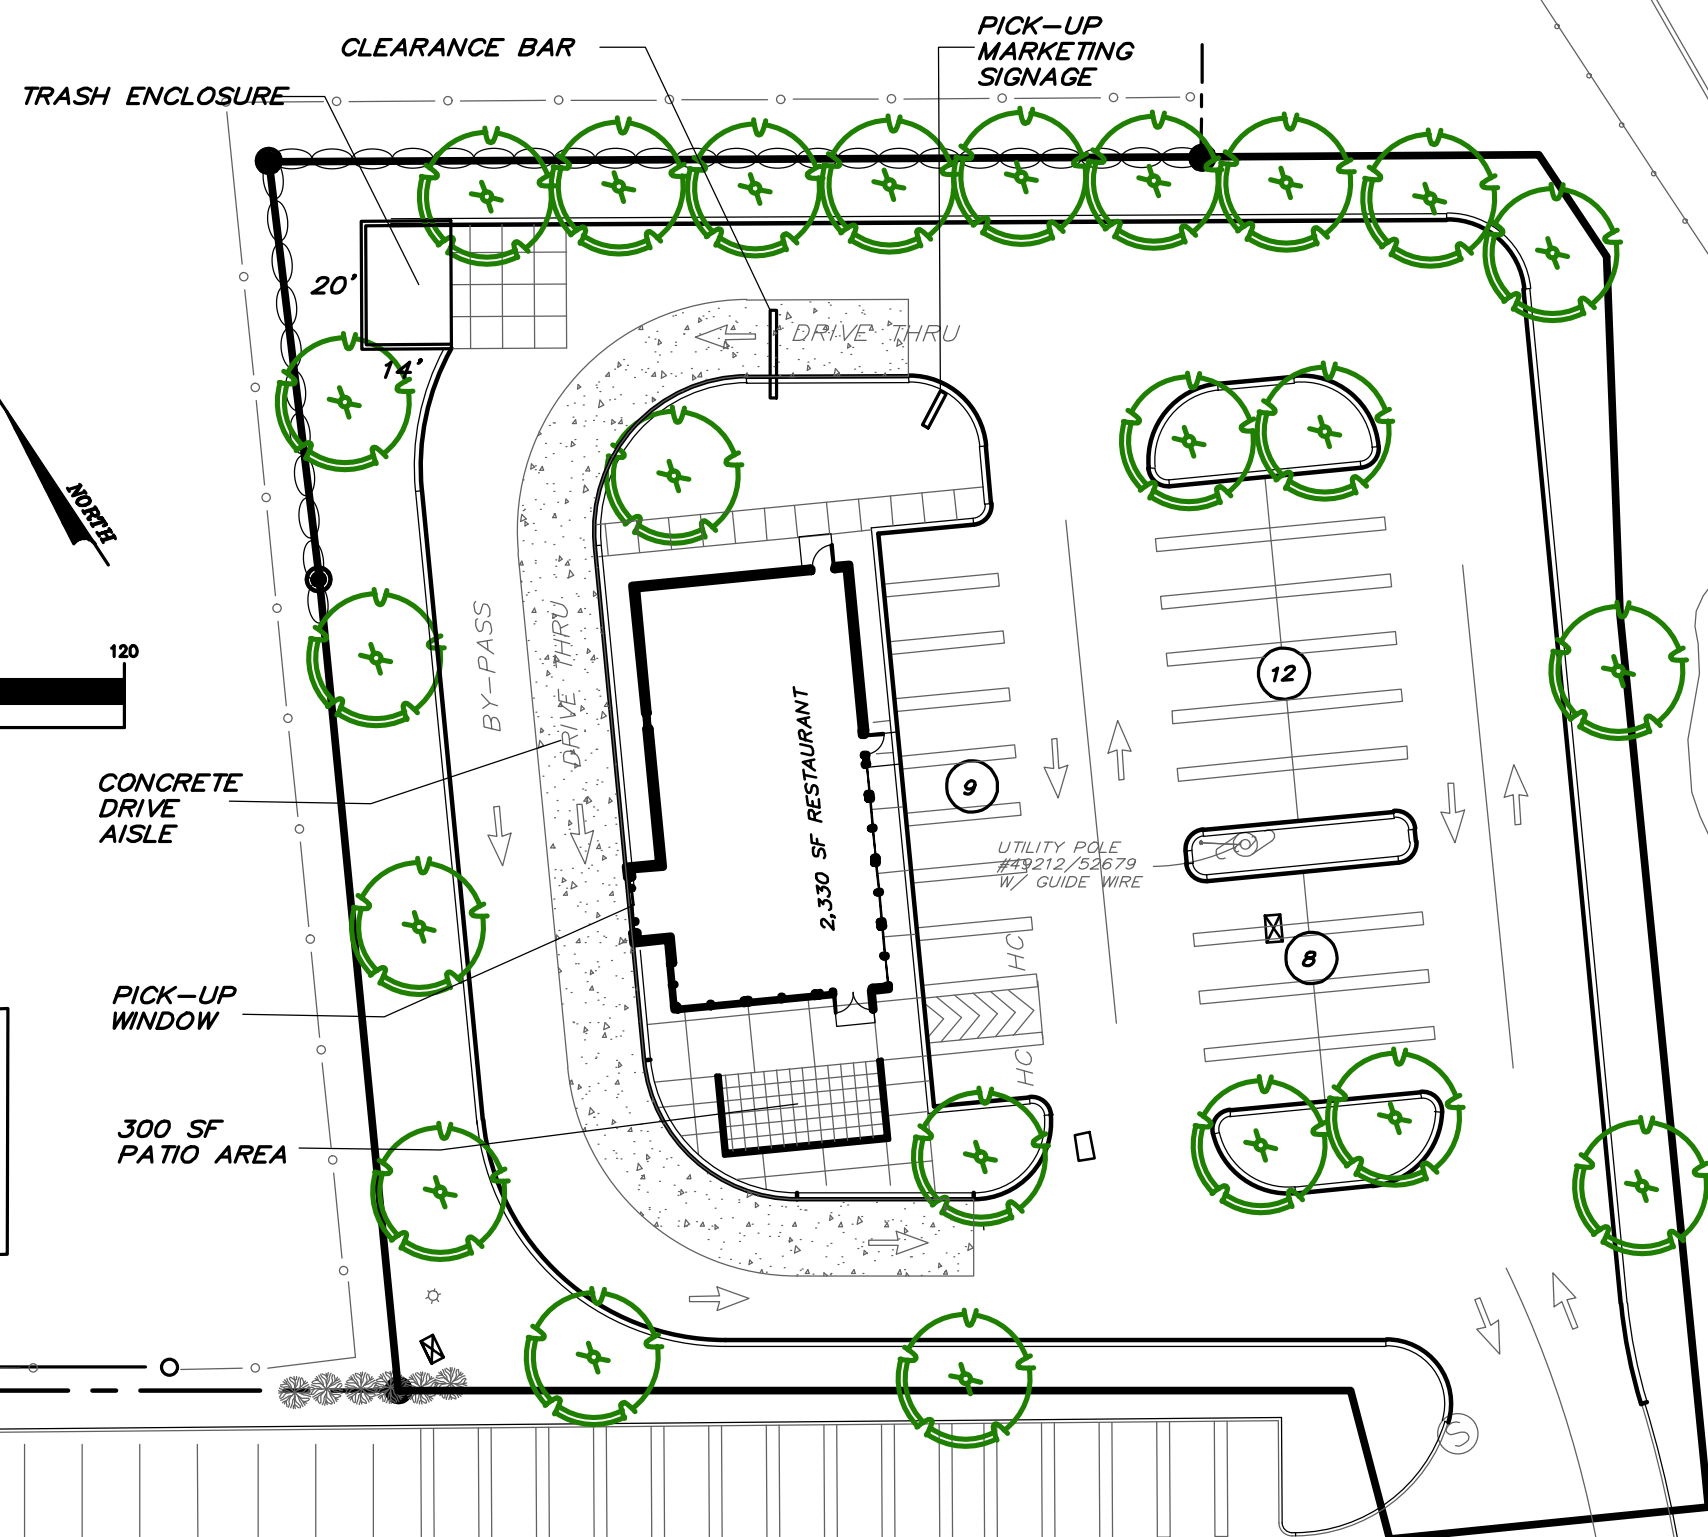 PICK-UP
MARKETING
SIGNAGE
CLEARANCE BAR
TRASH ENCLOSURE
20'
14'
DRIVE THRU
NORTH
120
BY-PASS
DRIVE THRU
2,330 SF RESTAURANT
12
9
CONCRETE
DRIVE
AISLE
UTILITY POLE
#49212/52679
W/ GUIDE WIRE
HC
8
PICK-UP
WINDOW
HC
300 SF
PATIO AREA
S